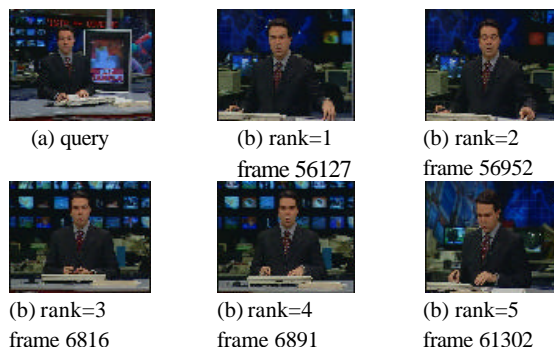 (a) query
(b) rank=1
frame 56127
(b) rank=2
frame 56952
(b) rank=3
frame 6816
(b) rank=4
frame 6891
(b) rank=5
frame 61302